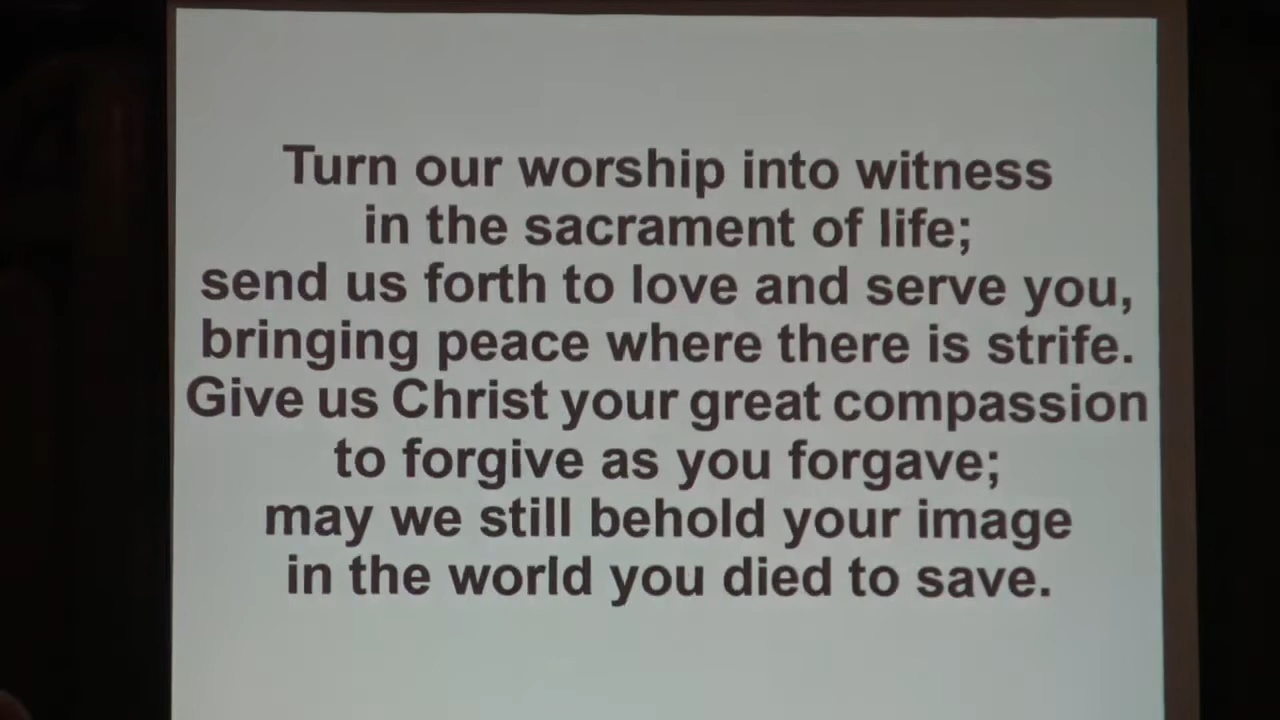 Turn our worship into witness
in the sacrament of life;
send us forth to love and serve you,
bringing peace where there is strife.
Give us Christ your great compassion
to forgive as you forgave;
may we still behold your image
in the world you died to save.